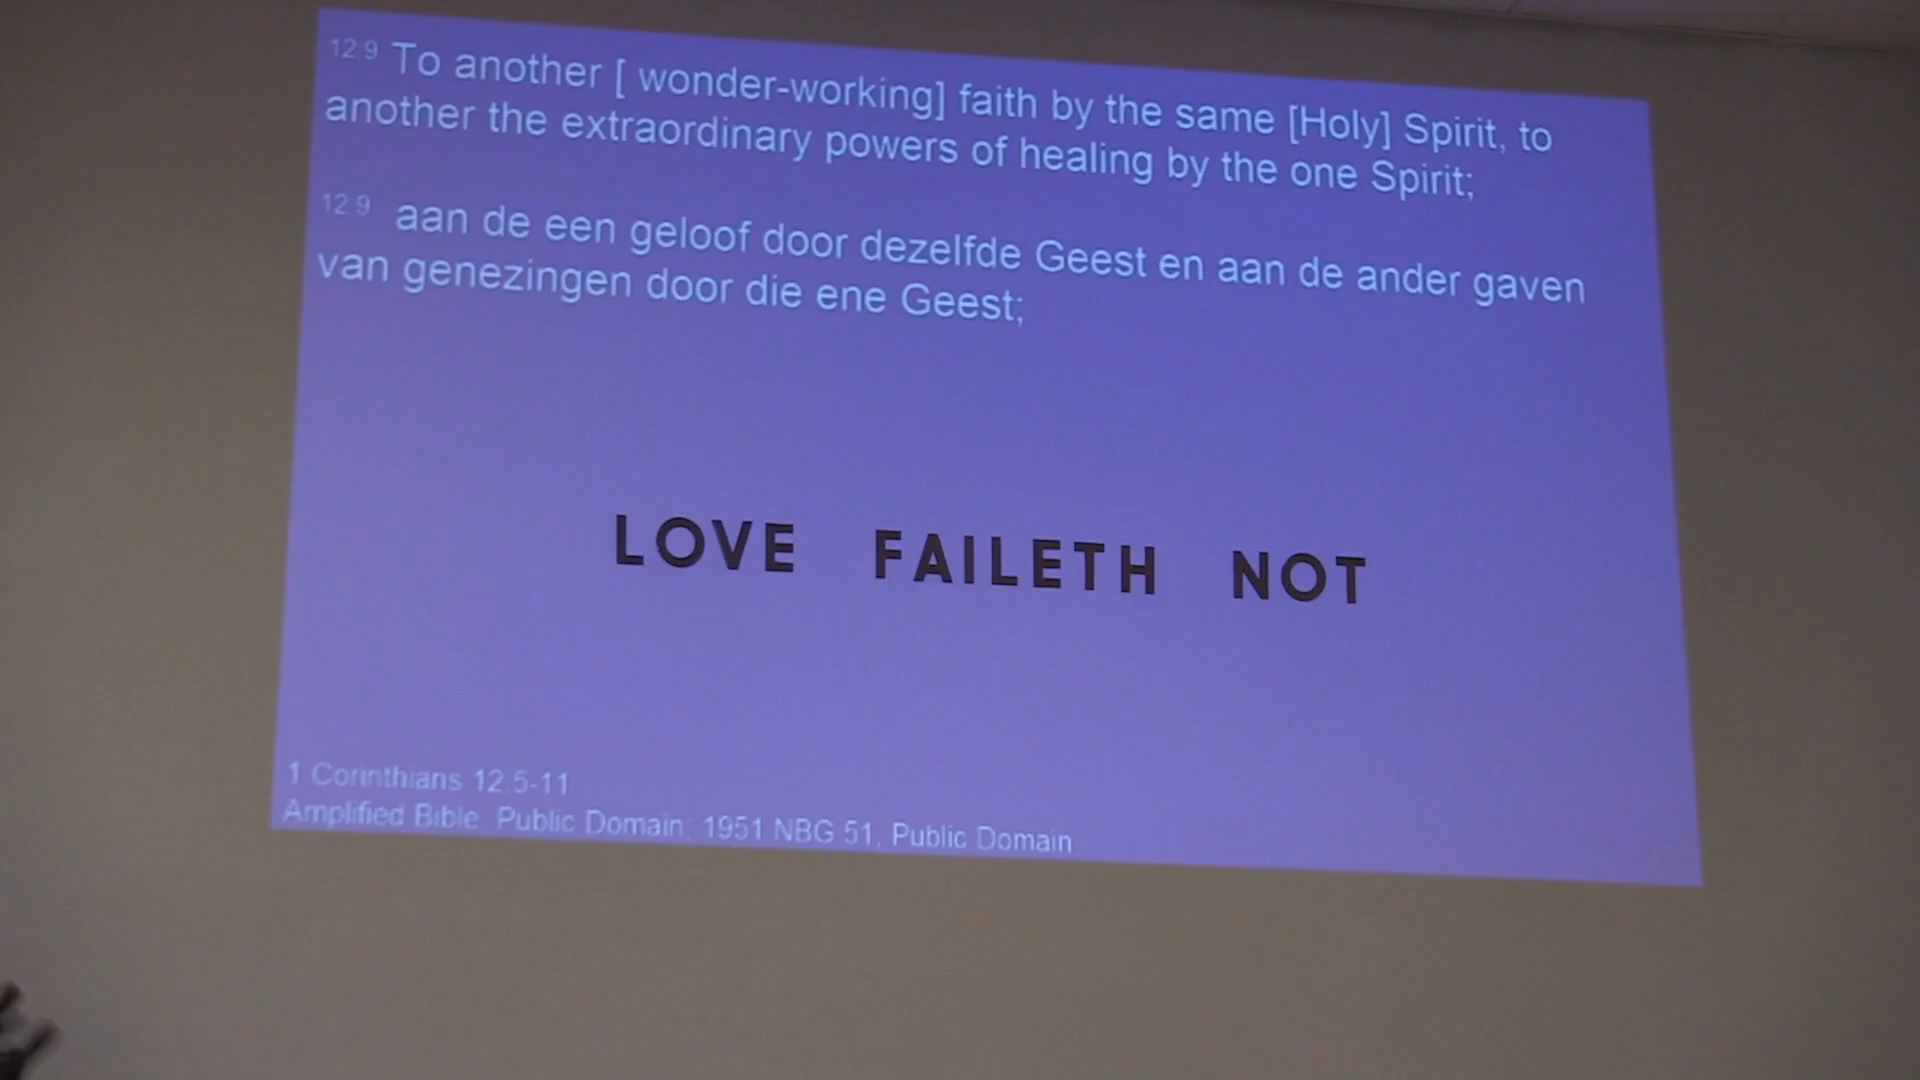 12.9 To another [ wonder-working] faith by the same [Holy] Spirit, to
another the extraordinary powers of healing by the one Spirit;
12.9 aan de een geloof door dezelfde Geest en aan de ander gaven
van genezingen door die ene Geest;
LOVE FAILETH NOT
1 Corinthians 12.5-11
Amplified Bible, Public Domain; 1951 NBG 51, Public Domain